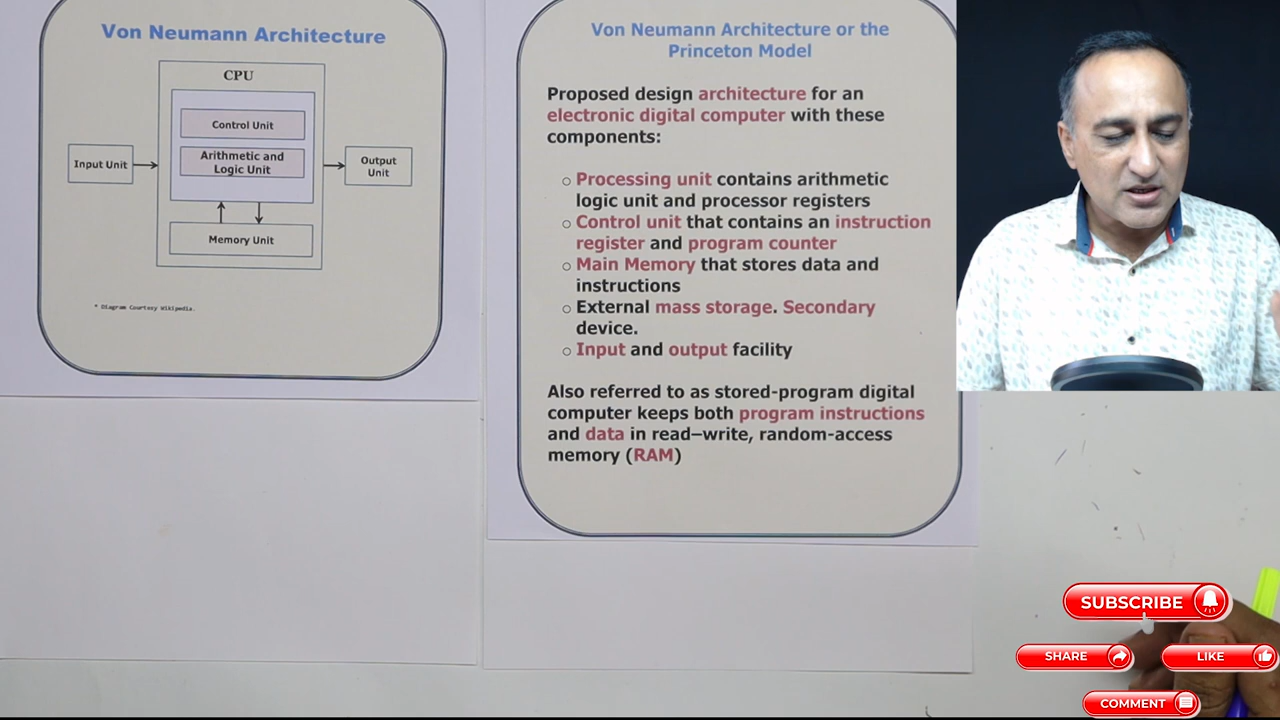 Von Neumann Architecture
CPU
Control Unit
Arithmetic and
Logic Unit
Input Unit
Output
Unit
Memory Unit
* Diagram Courtesy Wikipedia.
Von Neumann Architecture or the
Princeton Model
Proposed design architecture for an
electronic digital computer with these
components:
○ Processing unit contains arithmetic
logic unit and processor registers
○ Control unit that contains an instruction
register and program counter
○ Main Memory that stores data and
instructions
○ External mass storage. Secondary
device.
○ Input and output facility
Also referred to as stored-program digital
computer keeps both program instructions
and data in read–write, random-access
memory (RAM)
SUBSCRIBE
SHARE
LIKE
COMMENT